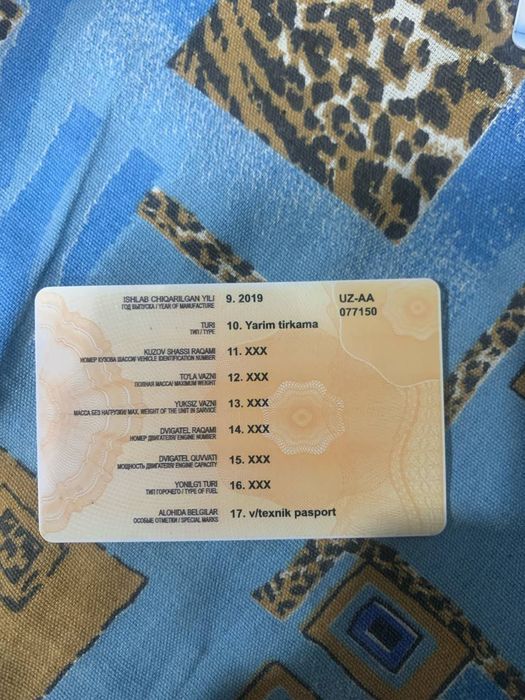 ISHLAB CHIQARILGAN YILI 9. 2019 UZ-AA
ГОД ВЫПУСКА / YEAR OF MANUFACTURE 077150
TURI 10. Yarim tirkama
ТИП / TYPE
KUZOV SHASSI RAQAMI 11. XXX
НОМЕР КУЗОВА ШАССИ/ VEHICLE IDENTIFICATION NUMBER
TO'LA VAZNI 12. XXX
ПОЛНАЯ МАССА/ MAXIMUM WEIGHT
YUKSIZ VAZNI 13. XXX
МАССА БЕЗ НАГРУЗКИ/ MAX. WEIGHT OF THE UNIT IN SARVICE
DVIGATEL RAQAMI 14. XXX
НОМЕР ДВИГАТЕЛЯ/ ENGINE NUMBER
DVIGATEL QUVVATI 15. XXX
МОЩНОСТЬ ДВИГАТЕЛЯ/ ENGINE CAPACITY
YONILG'I TURI 16. XXX
ТИП ГОРЮЧЕГО / TYPE OF FUEL
ALOHIDA BELGILAR 17. v/texnik pasport
ОСОБЫЕ ОТМЕТКИ / SPECIAL MARKS